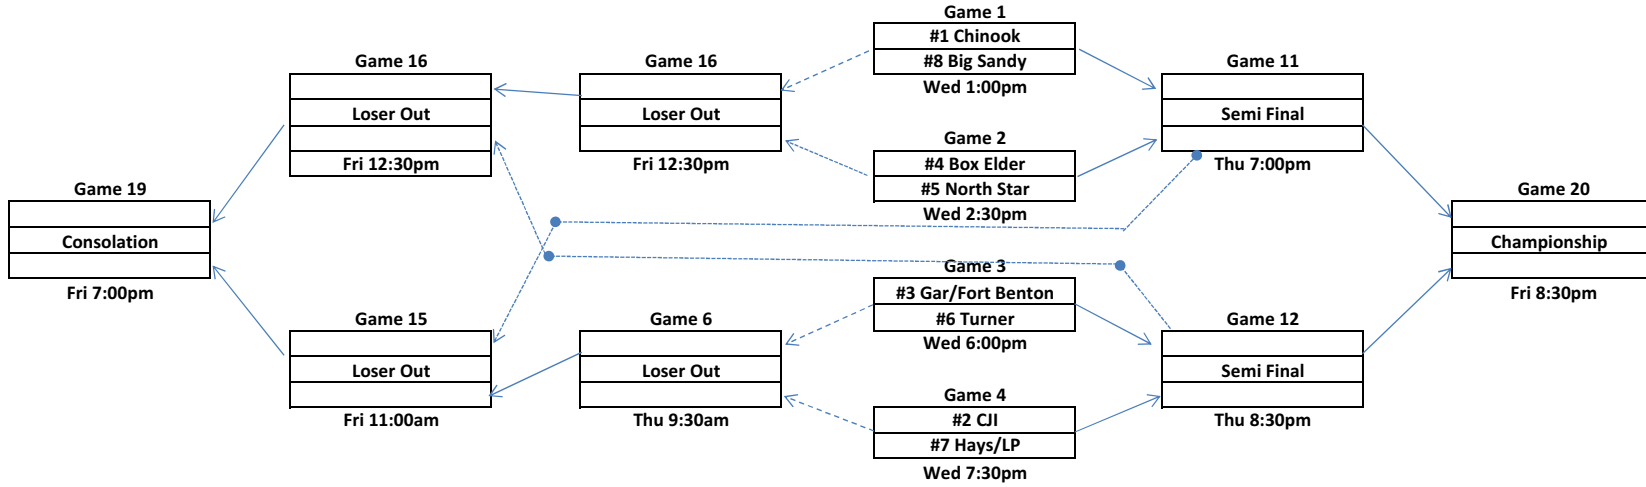 Game 1
#1 Chinook
#8 Big Sandy
Wed 1:00pm
Game 16
Loser Out
Fri 12:30pm
Game 16
Loser Out
Fri 12:30pm
Game 11
Semi Final
Thu 7:00pm
Game 2
#4 Box Elder
#5 North Star
Wed 2:30pm
Game 19
Consolation
Fri 7:00pm
Game 20
Championship
Fri 8:30pm
Game 3
#3 Gar/Fort Benton
#6 Turner
Wed 6:00pm
Game 15
Loser Out
Fri 11:00am
Game 6
Loser Out
Thu 9:30am
Game 12
Semi Final
Thu 8:30pm
Game 4
#2 CJI
#7 Hays/LP
Wed 7:30pm